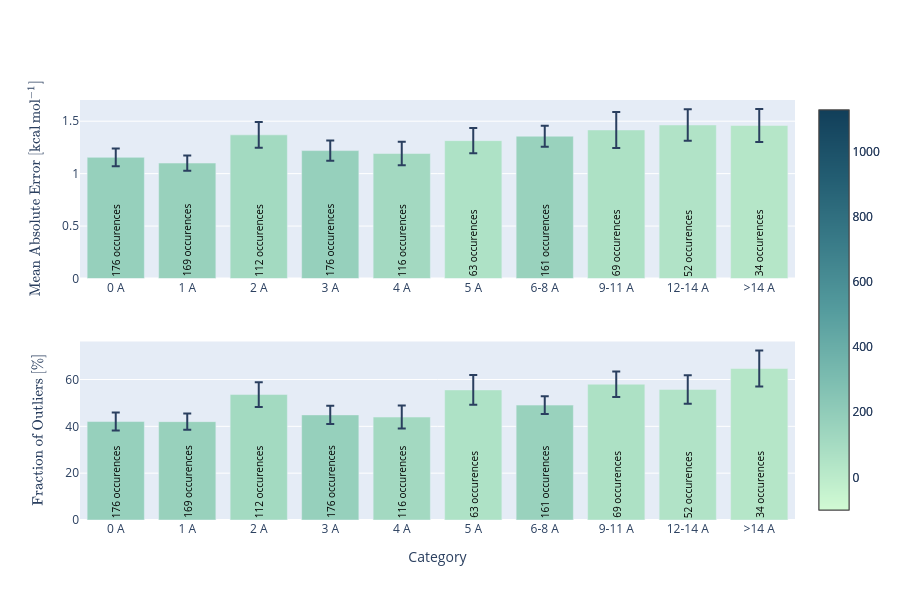 Mean Absolute Error [kcal mol⁻¹]
1.5
1
0.5
0
176 occurences
169 occurences
112 occurences
176 occurences
116 occurences
63 occurences
161 occurences
69 occurences
52 occurences
34 occurences
0 A
1 A
2 A
3 A
4 A
5 A
6-8 A
9-11 A
12-14 A
>14 A
Fraction of Outliers [%]
60
40
20
0
176 occurences
169 occurences
112 occurences
176 occurences
116 occurences
63 occurences
161 occurences
69 occurences
52 occurences
34 occurences
0 A
1 A
2 A
3 A
4 A
5 A
6-8 A
9-11 A
12-14 A
>14 A
Category
1000
800
600
400
200
0